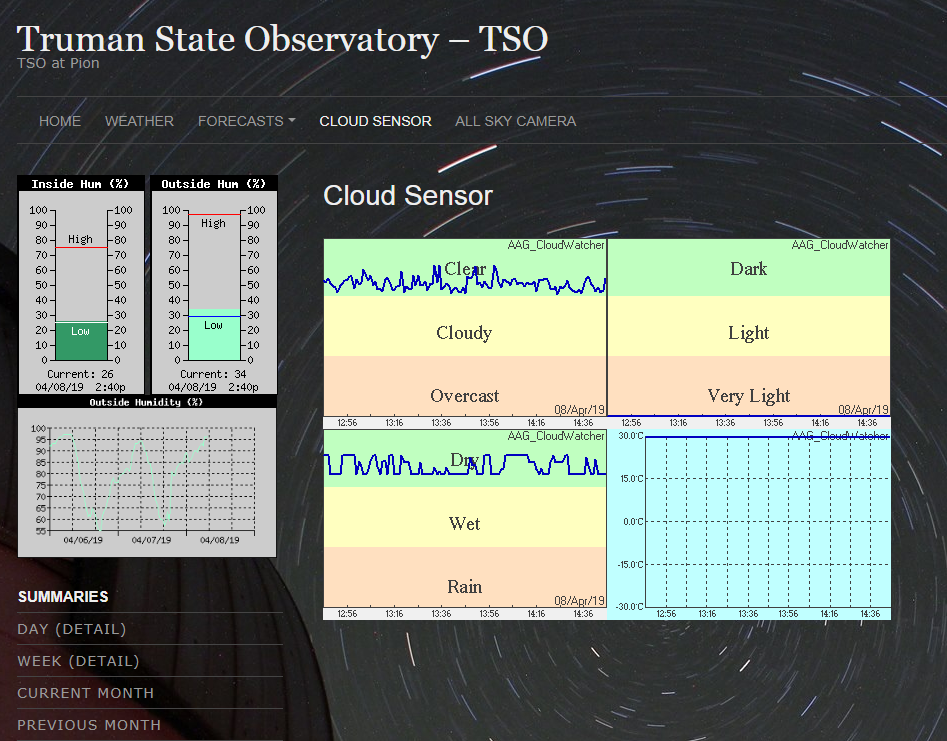 Truman State Observatory – TSO
TSO at Pion
HOME WEATHER FORECASTS CLOUD SENSOR ALL SKY CAMERA
Inside Hum (%)
100 100
90 90
80 80
High
70 70
60 60
50 50
40 40
30 30
20 20
Low
10 10
0 0
Current: 26
04/08/19 2:40p
Outside Hum (%)
100 100
High
90 90
80 80
70 70
60 60
50 50
40 40
30 30
Low
20 20
10 10
0 0
Current: 34
04/08/19 2:40p
Outside Humidity (%)
100
95
90
85
80
75
70
65
60
55
04/06/19 04/07/19 04/08/19
SUMMARIES
DAY (DETAIL)
WEEK (DETAIL)
CURRENT MONTH
PREVIOUS MONTH
Cloud Sensor
AAG_CloudWatcher
Clear
Cloudy
Overcast
08/Apr/19
12:56 13:16 13:36 13:56 14:16 14:36
AAG_CloudWatcher
Dark
Light
Very Light
08/Apr/19
12:56 13:16 13:36 13:56 14:16 14:36
AAG_CloudWatcher
Dry
Wet
Rain
08/Apr/19
12:56 13:16 13:36 13:56 14:16 14:36
AAG_CloudWatcher
30.0°C
15.0°C
0.0°C
-15.0°C
-30.0°C
12:56 13:16 13:36 13:56 14:16 14:36